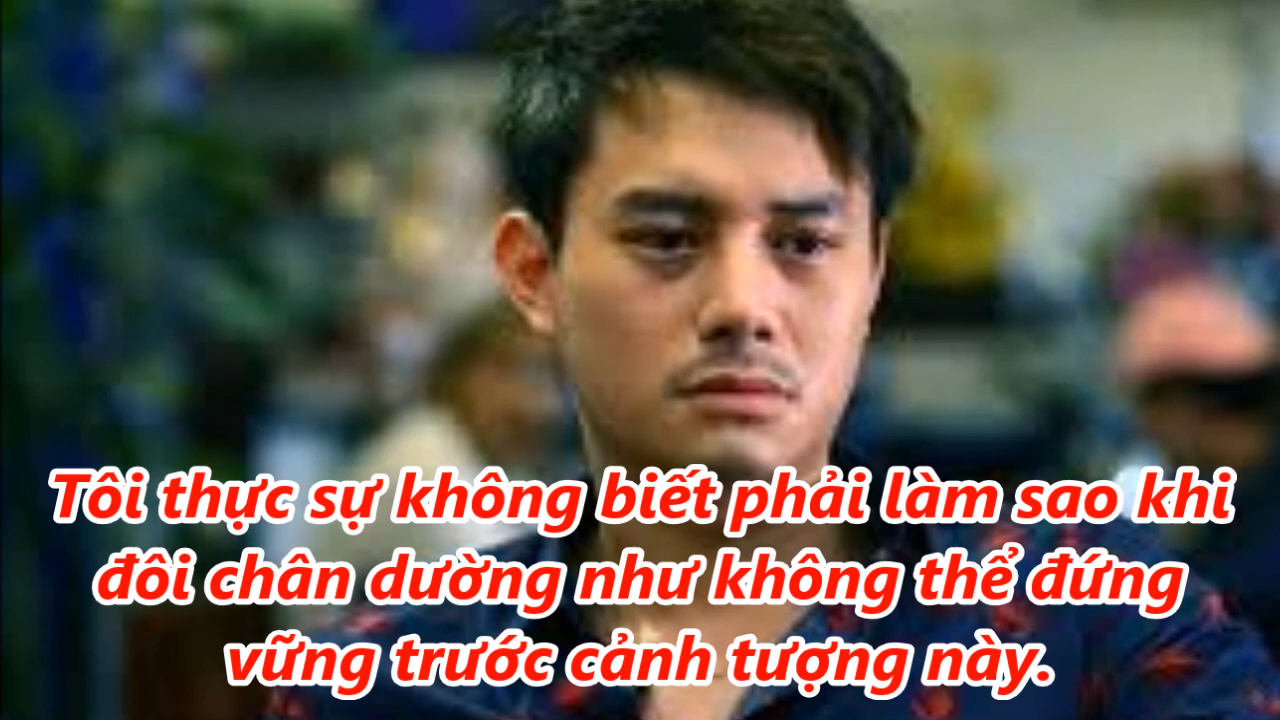 Tôi thực sự không biết phải làm sao khi
đôi chân dường như không thể đứng
vững trước cảnh tượng này.